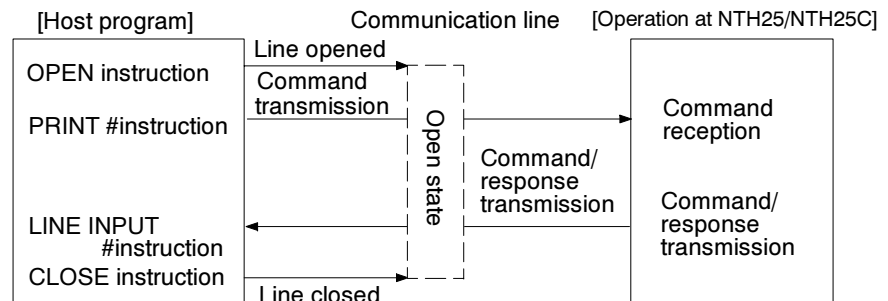 [Host program]
Communication line
[Operation at NTH25/NTH25C]
OPEN instruction
Line opened
Command
transmission
PRINT #instruction
Open state
Command
reception
Command/
response
transmission
LINE INPUT
#instruction
Command/
response
transmission
CLOSE instruction
Line closed